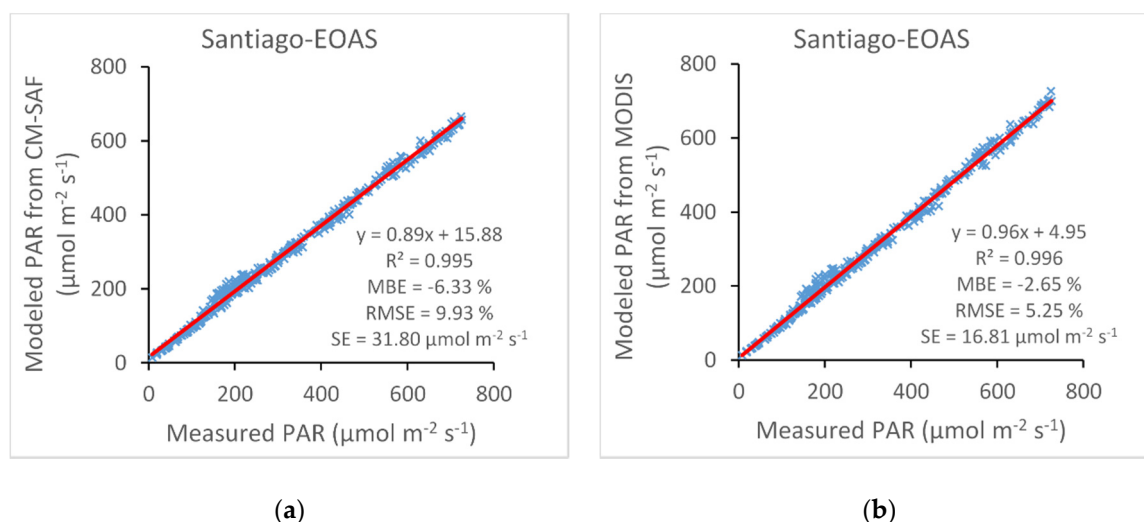 Santiago-EOAS
Modeled PAR from CM-SAF
(µmol m⁻² s⁻¹)
800
600
400
200
0
y = 0.89x + 15.88
R² = 0.995
MBE = -6.33 %
RMSE = 9.93 %
SE = 31.80 µmol m⁻² s⁻¹
0 200 400 600 800
Measured PAR (µmol m⁻² s⁻¹)
(a)
Santiago-EOAS
Modeled PAR from MODIS
(µmol m⁻² s⁻¹)
800
600
400
200
0
y = 0.96x + 4.95
R² = 0.996
MBE = -2.65 %
RMSE = 5.25 %
SE = 16.81 µmol m⁻² s⁻¹
0 200 400 600 800
Measured PAR (µmol m⁻² s⁻¹)
(b)